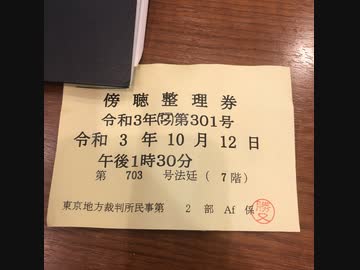 傍聴整理券
令和3年(ワ)第301号
令和 3 年 10 月 12 日
午後1時30分
第 703 号法廷( 7階)
東京地方裁判所民事第 2 部 Af 係